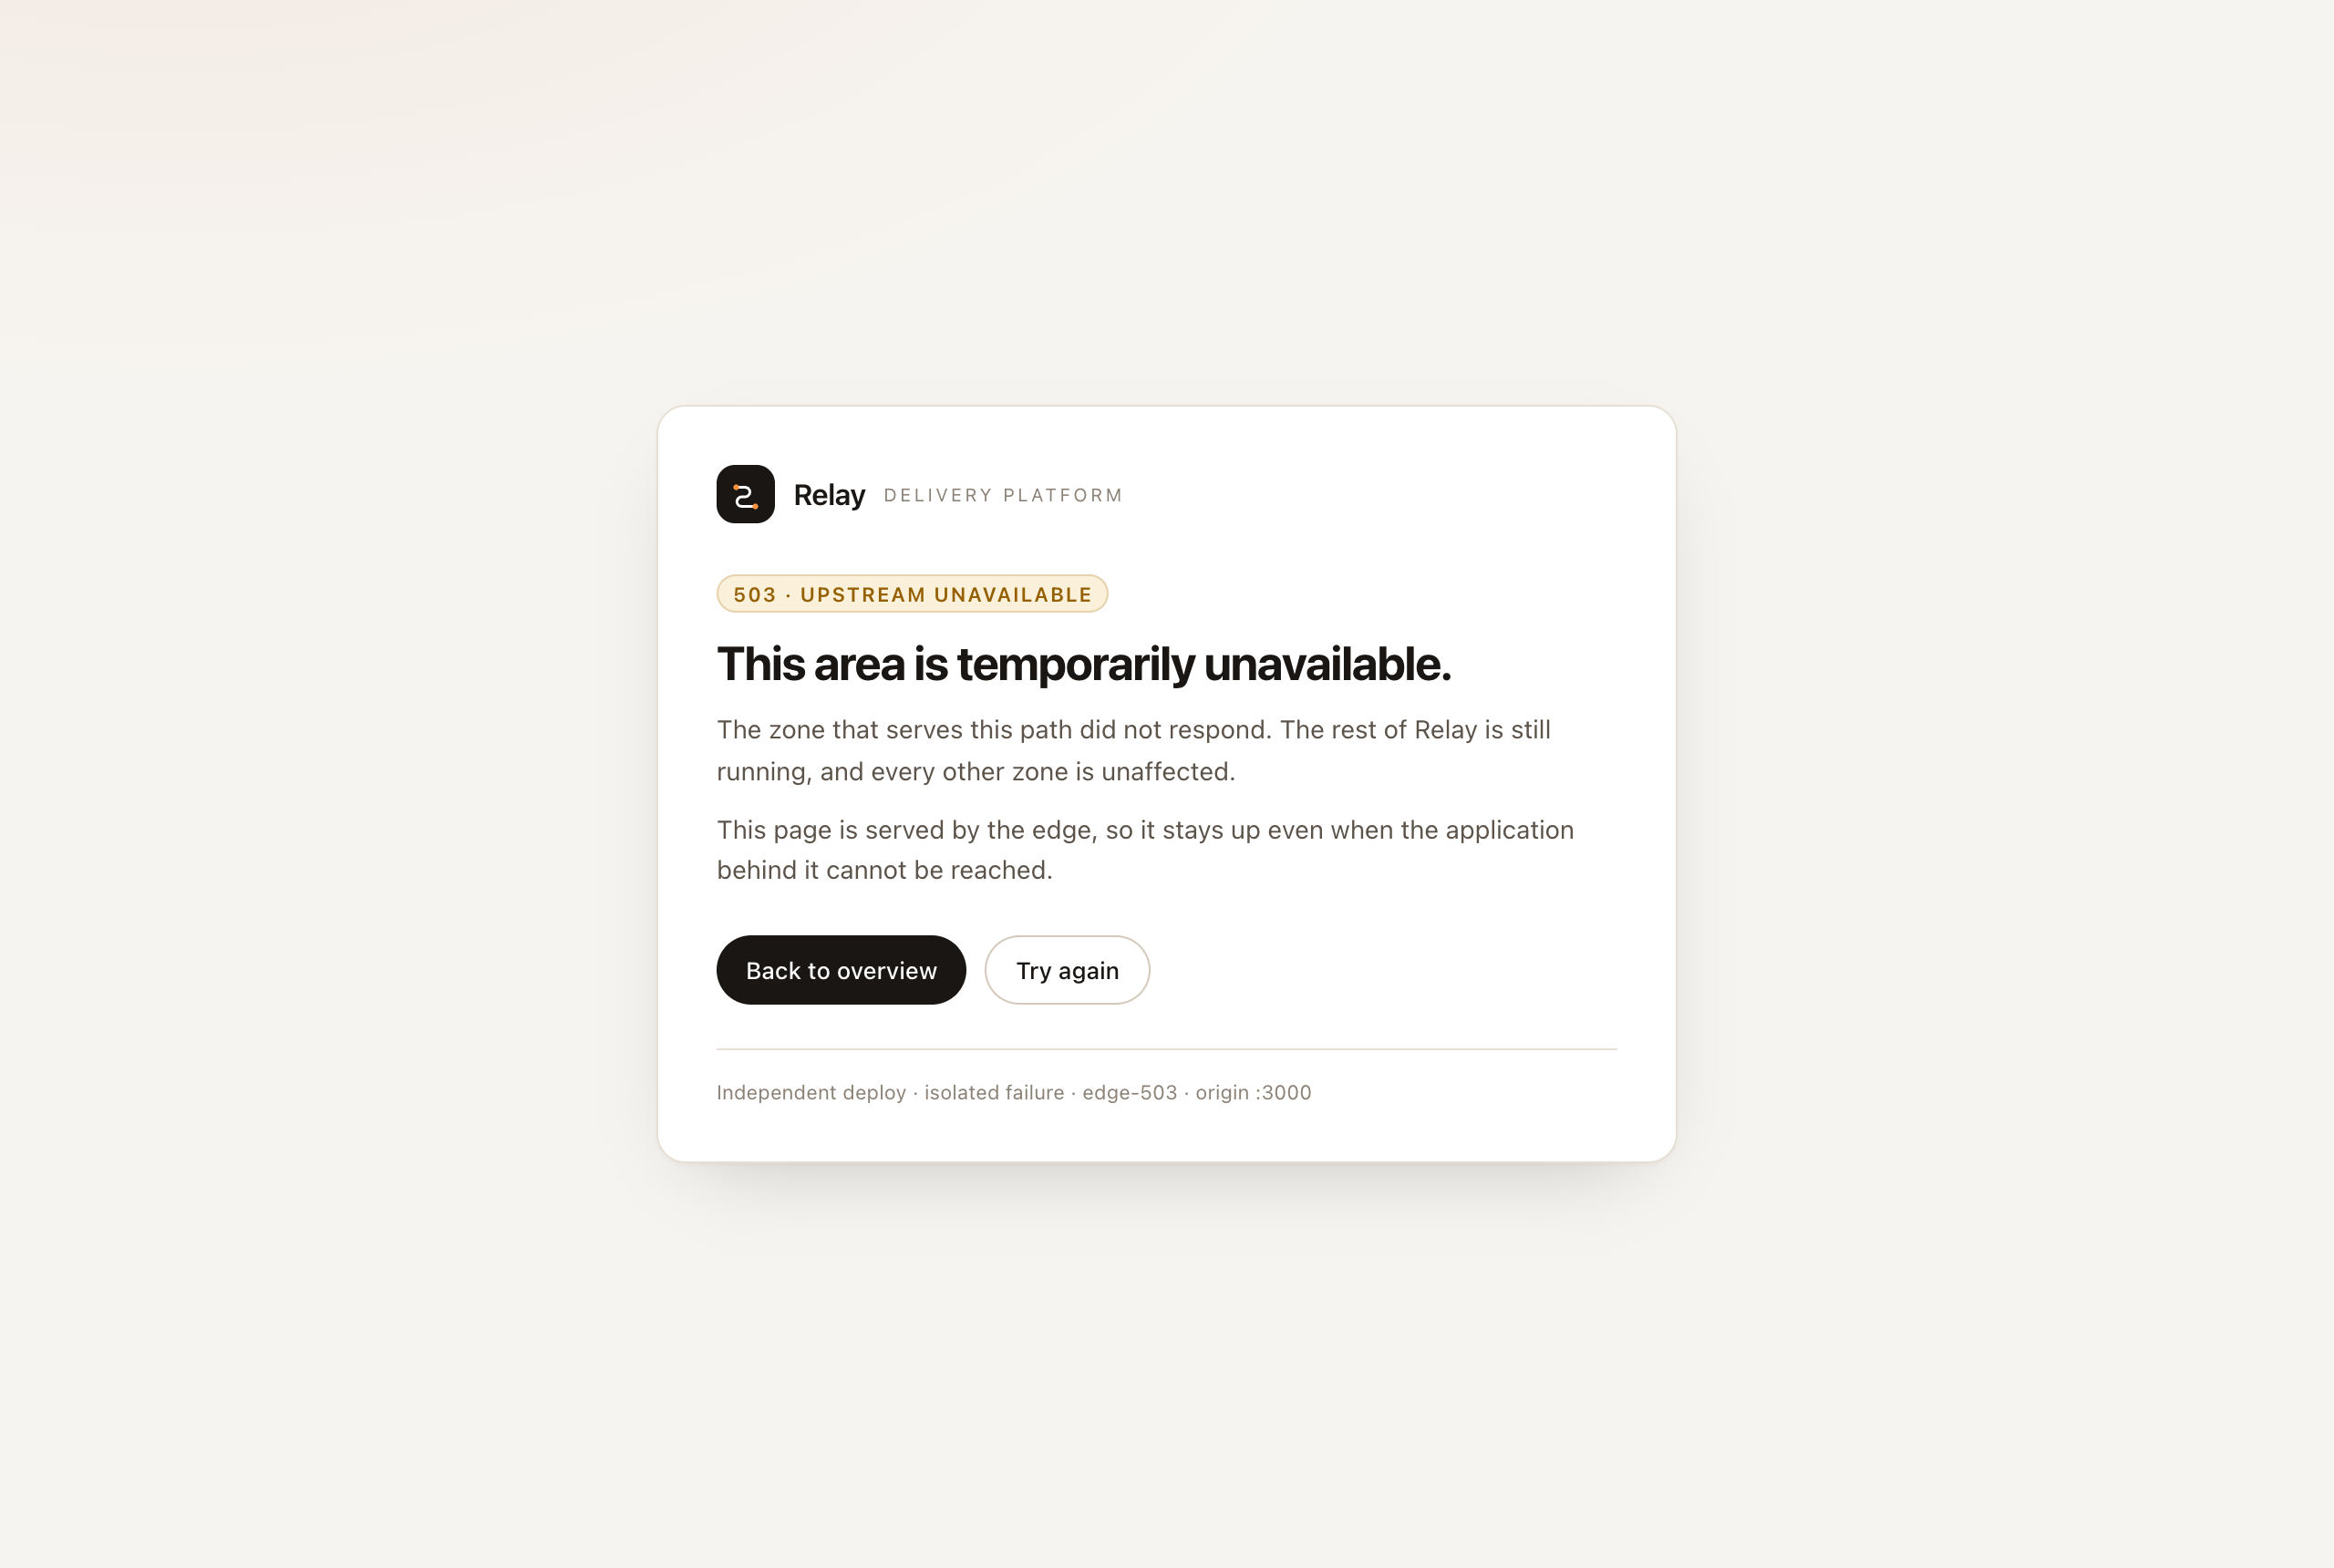 Relay DELIVERY PLATFORM
503 · UPSTREAM UNAVAILABLE
This area is temporarily unavailable.
The zone that serves this path did not respond. The rest of Relay is still
running, and every other zone is unaffected.
This page is served by the edge, so it stays up even when the application
behind it cannot be reached.
Back to overview Try again
Independent deploy · isolated failure · edge-503 · origin :3000